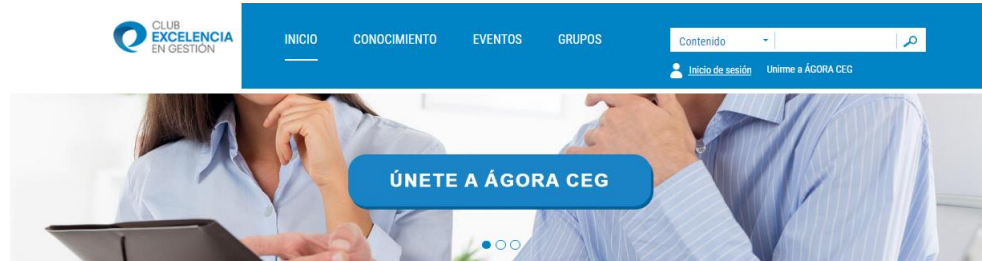 CLUB
EXCELENCIA
EN GESTIÓN
INICIO CONOCIMIENTO EVENTOS GRUPOS
Contenido
Inicio de sesión Unirme a ÁGORA CEG
ÚNETE A ÁGORA CEG